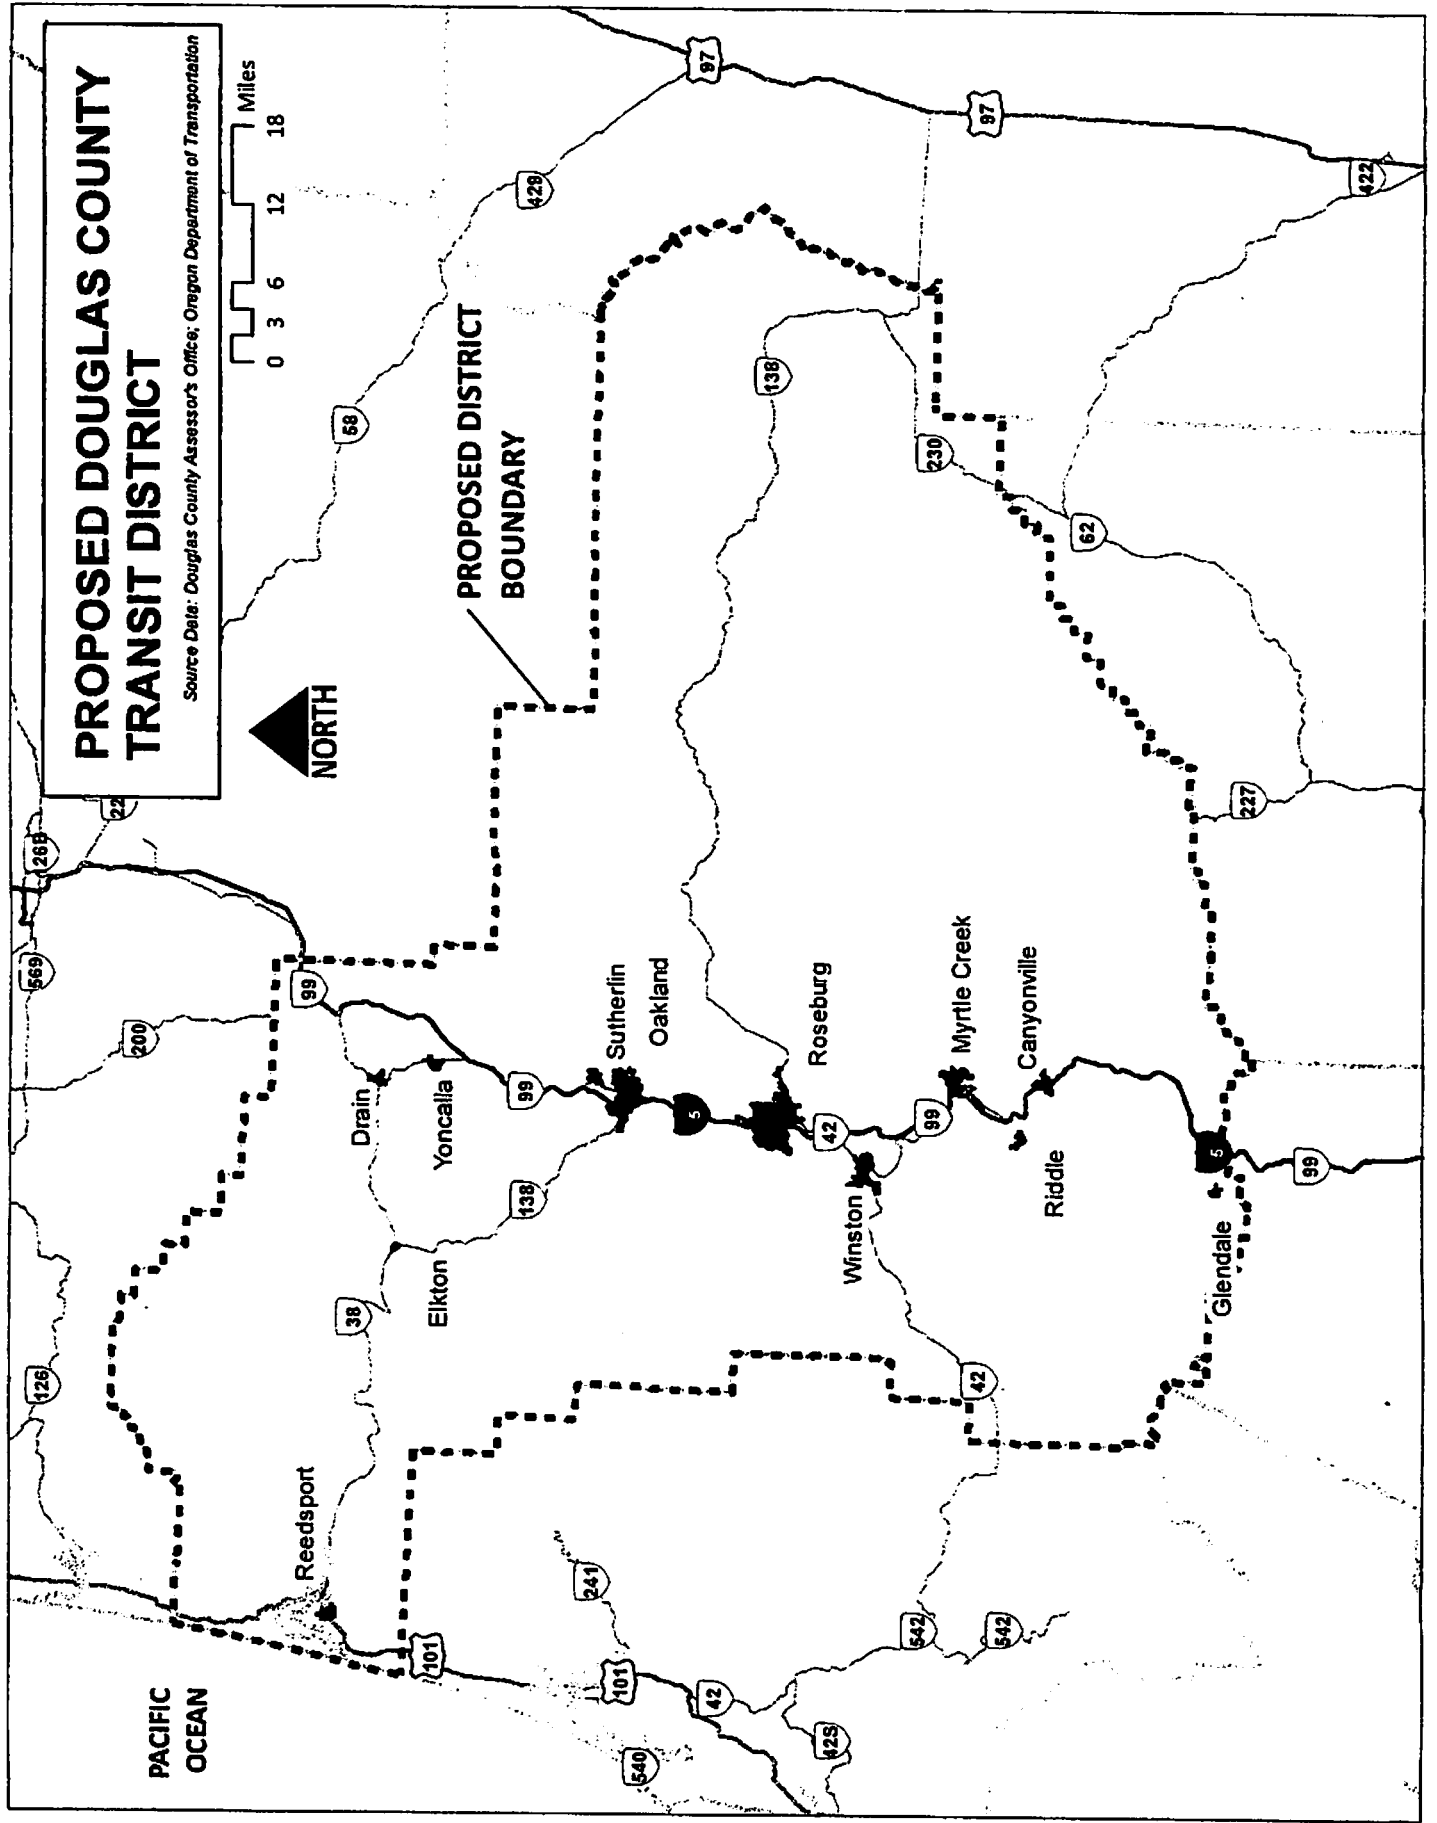 PROPOSED DOUGLAS COUNTY
TRANSIT DISTRICT
Source Data: Douglas County Assessor's Office; Oregon Department of Transportation
0 3 6 12 18
Miles
NORTH
PROPOSED DISTRICT
BOUNDARY
PACIFIC
OCEAN
Reedsport
Elkton
Drain
Yoncalla
Sutherlin
Oakland
Roseburg
Winston
Myrtle Creek
Canyonville
Riddle
Glendale
126
569
200
99
58
429
97
97
422
138
230
62
227
38
138
99
5
42
99
5
99
42
101
101
241
540
42
42S
542
542